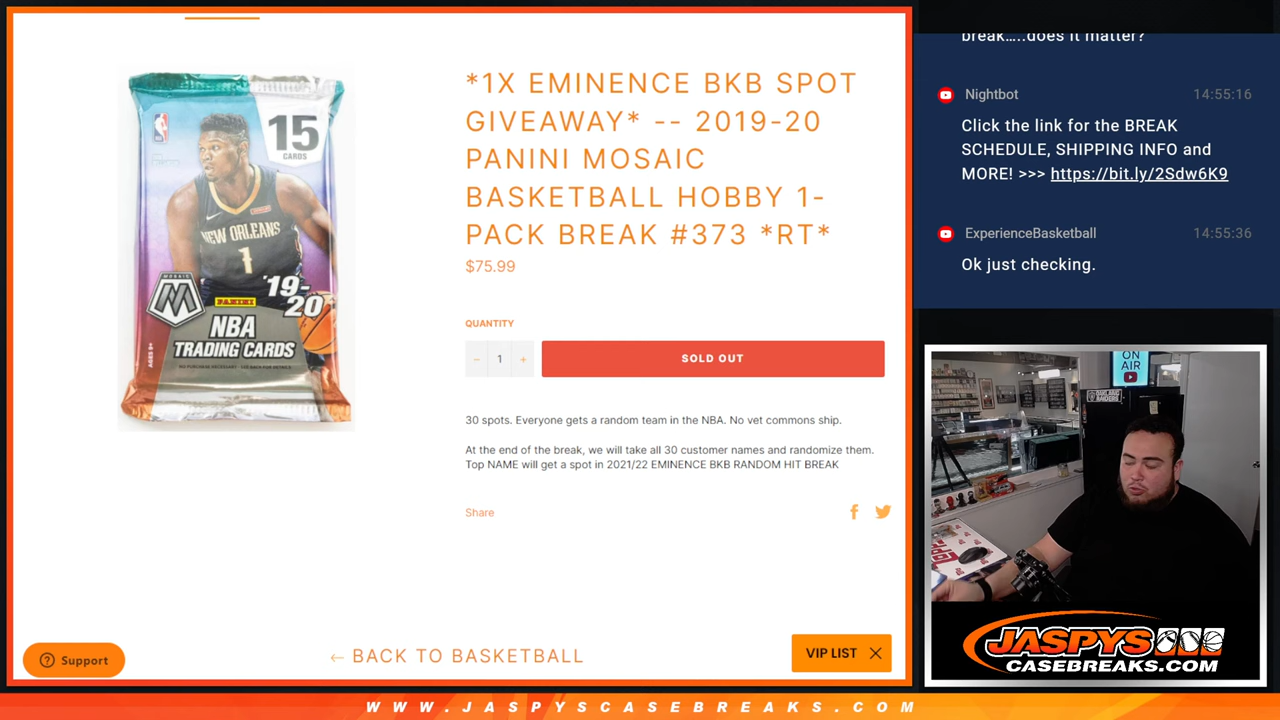 *1X EMINENCE BKB SPOT
GIVEAWAY* -- 2019-20
PANINI MOSAIC
BASKETBALL HOBBY 1-
PACK BREAK #373 *RT*
$75.99
QUANTITY
− 1 +
SOLD OUT
30 spots. Everyone gets a random team in the NBA. No vet commons ship.
At the end of the break, we will take all 30 customer names and randomize them.
Top NAME will get a spot in 2021/22 EMINENCE BKB RANDOM HIT BREAK
Share
← BACK TO BASKETBALL
Support
VIP LIST
15
CARDS
NEW ORLEANS
1
MOSAIC
PANINI
'19-
20
NBA
TRADING CARDS
break.....does it matter?
Nightbot 14:55:16
Click the link for the BREAK
SCHEDULE, SHIPPING INFO and
MORE! >>> https://bit.ly/2Sdw6K9
ExperienceBasketball 14:55:36
Ok just checking.
ON
AIR
JASPYS
CASEBREAKS.COM
WWW.JASPYSCASEBREAKS.COM